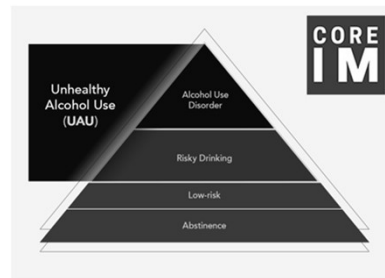 CORE
IM
Unhealthy
Alcohol Use
(UAU)
Alcohol Use
Disorder
Risky Drinking
Low-risk
Abstinence